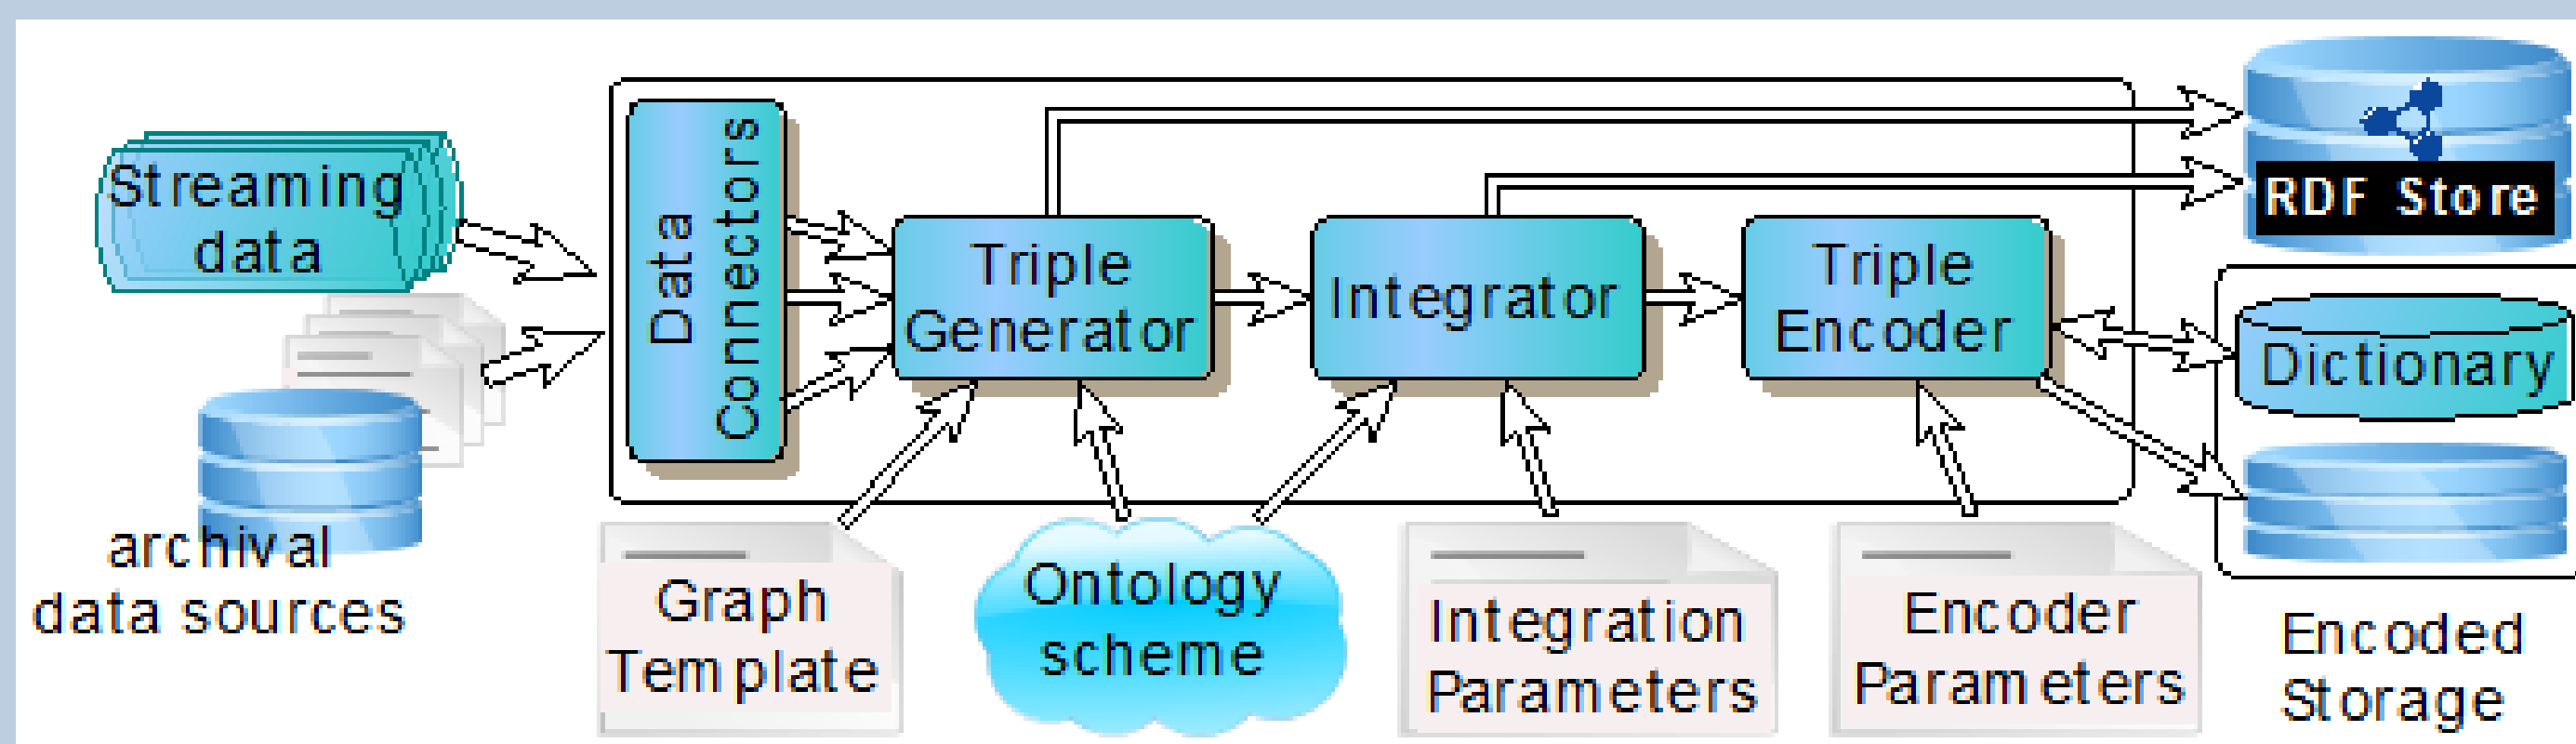 Streaming
data
archival
data sources
Data
Connectors
Triple
Generator
Integrator
Triple
Encoder
RDF Store
Dictionary
Encoded
Storage
Graph
Template
Ontology
scheme
Integration
Parameters
Encoder
Parameters